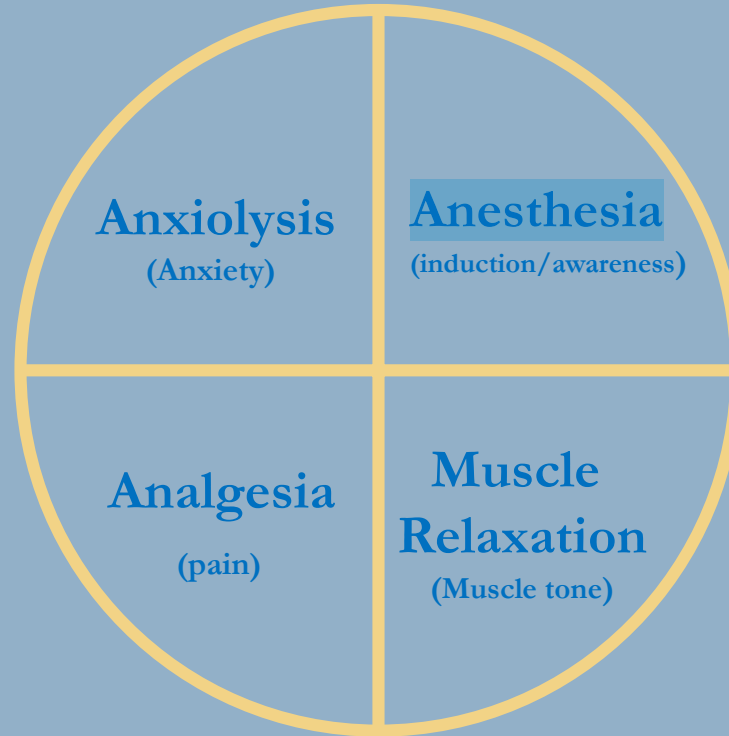 Anxiolysis
(Anxiety)
Anesthesia
(induction/awareness)
Analgesia
(pain)
Muscle
Relaxation
(Muscle tone)